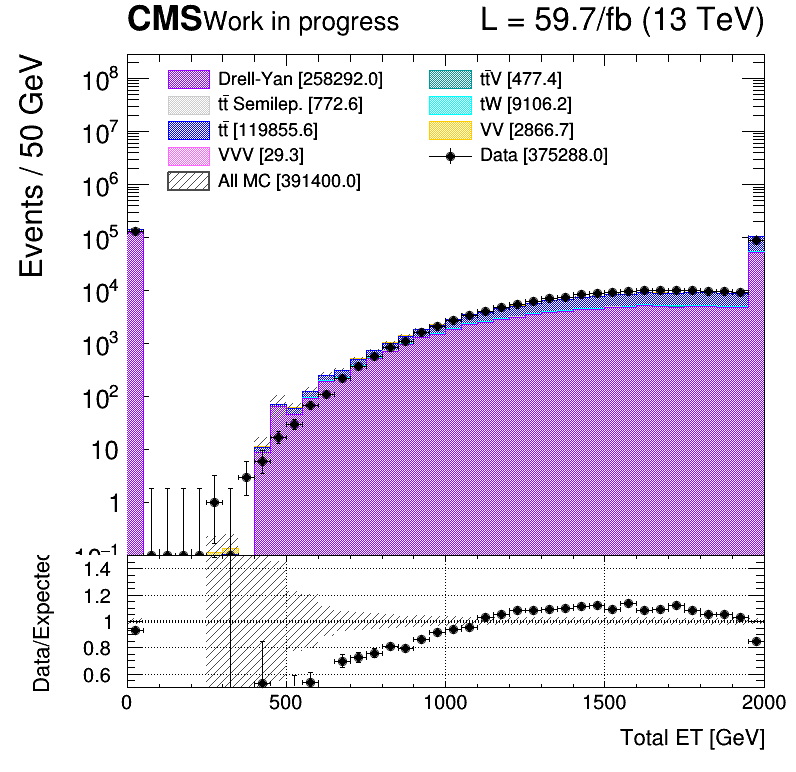 CMS Work in progress L = 59.7/fb (13 TeV)
Events / 50 GeV
Drell-Yan [258292.0]
tt̄ Semilep. [772.6]
tt̄ [119855.6]
VVV [29.3]
All MC [391400.0]
tt̄V [477.4]
tW [9106.2]
VV [2866.7]
Data [375288.0]
10⁸
10⁷
10⁶
10⁵
10⁴
10³
10²
10
1
10⁻¹
Data/Expected
1.4
1.2
1
0.8
0.6
0 500 1000 1500 2000
Total ET [GeV]